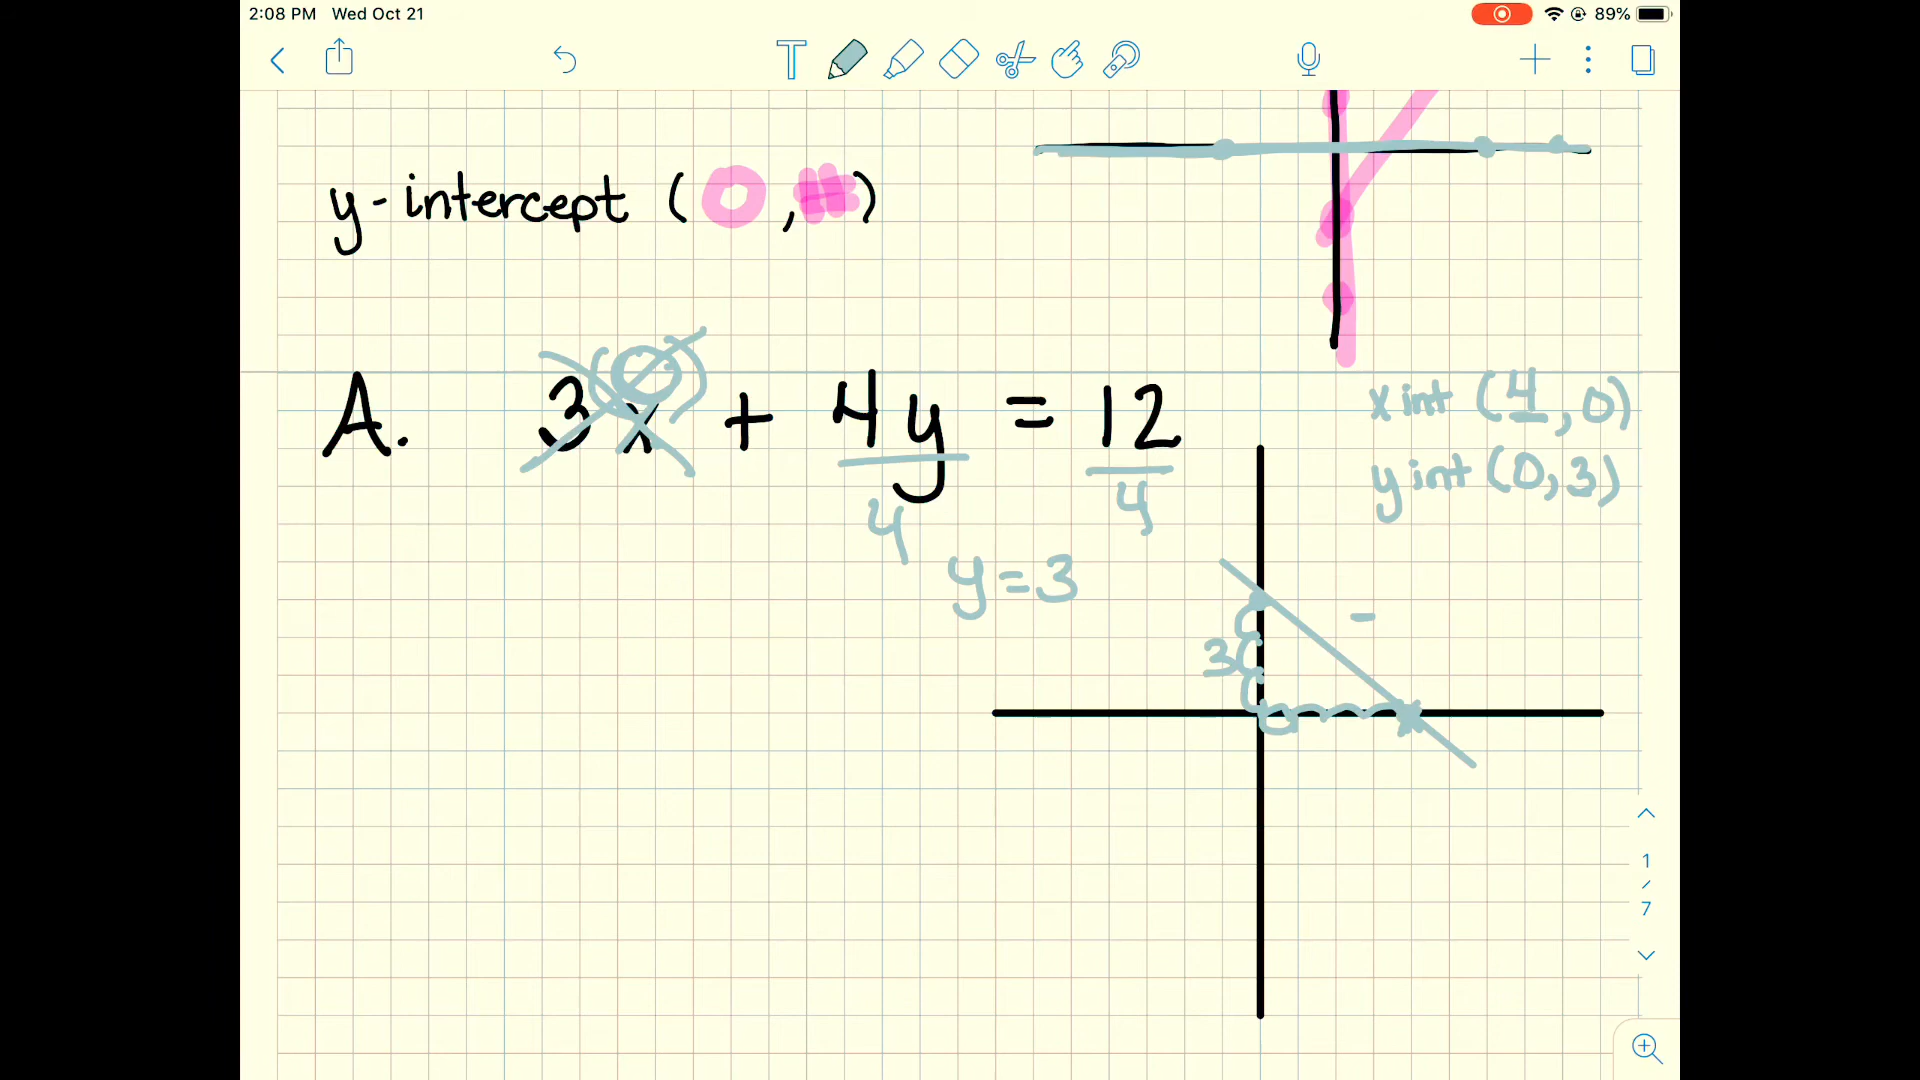 2:08 PM Wed Oct 21
89%
T
y-intercept (0, #)
A. 3x(0) + 4y = 12
4 4
y = 3
x int (4, 0)
y int (0, 3)
3
-
1
/
7